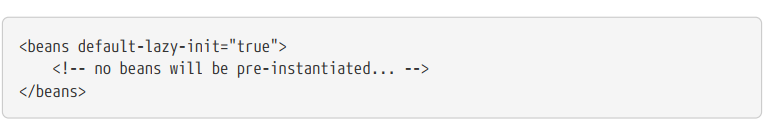 <beans default-lazy-init="true">
    <!-- no beans will be pre-instantiated... -->
</beans>